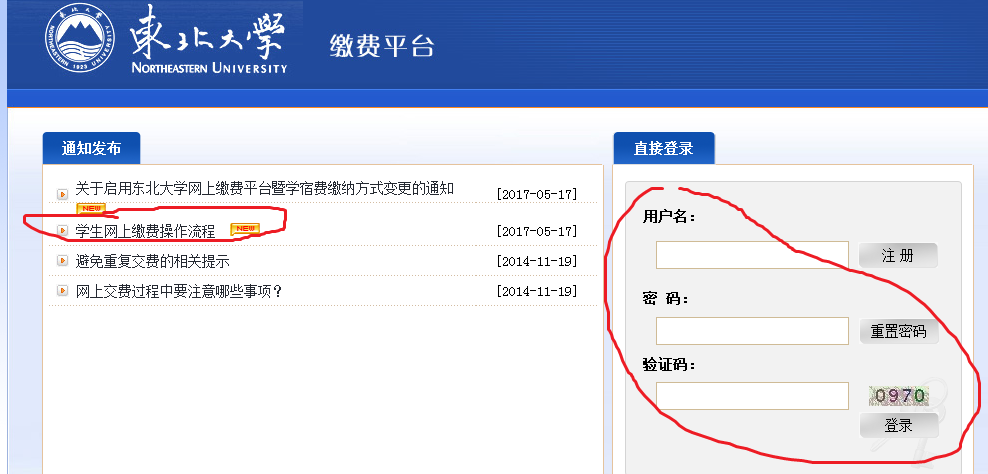 東北大学
NORTHEASTERN UNIVERSITY
NORTHEASTERN UNIVERSITY
1923
缴费平台
通知发布
关于启用东北大学网上缴费平台暨学宿费缴纳方式变更的通知 [2017-05-17]
NEW
学生网上缴费操作流程 NEW [2017-05-17]
避免重复交费的相关提示 [2014-11-19]
网上交费过程中要注意哪些事项？ [2014-11-19]
直接登录
用户名：
注 册
密 码：
重置密码
验证码：
0970
登录